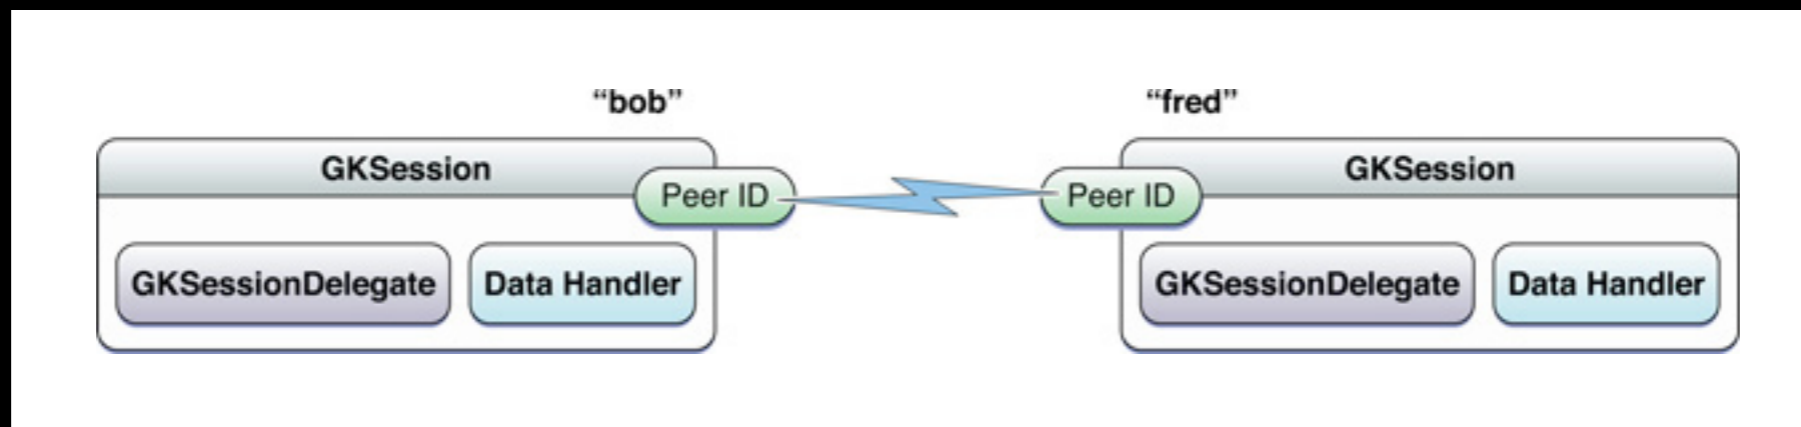 “bob”
“fred”
GKSession
GKSession
Peer ID
Peer ID
GKSessionDelegate
Data Handler
GKSessionDelegate
Data Handler